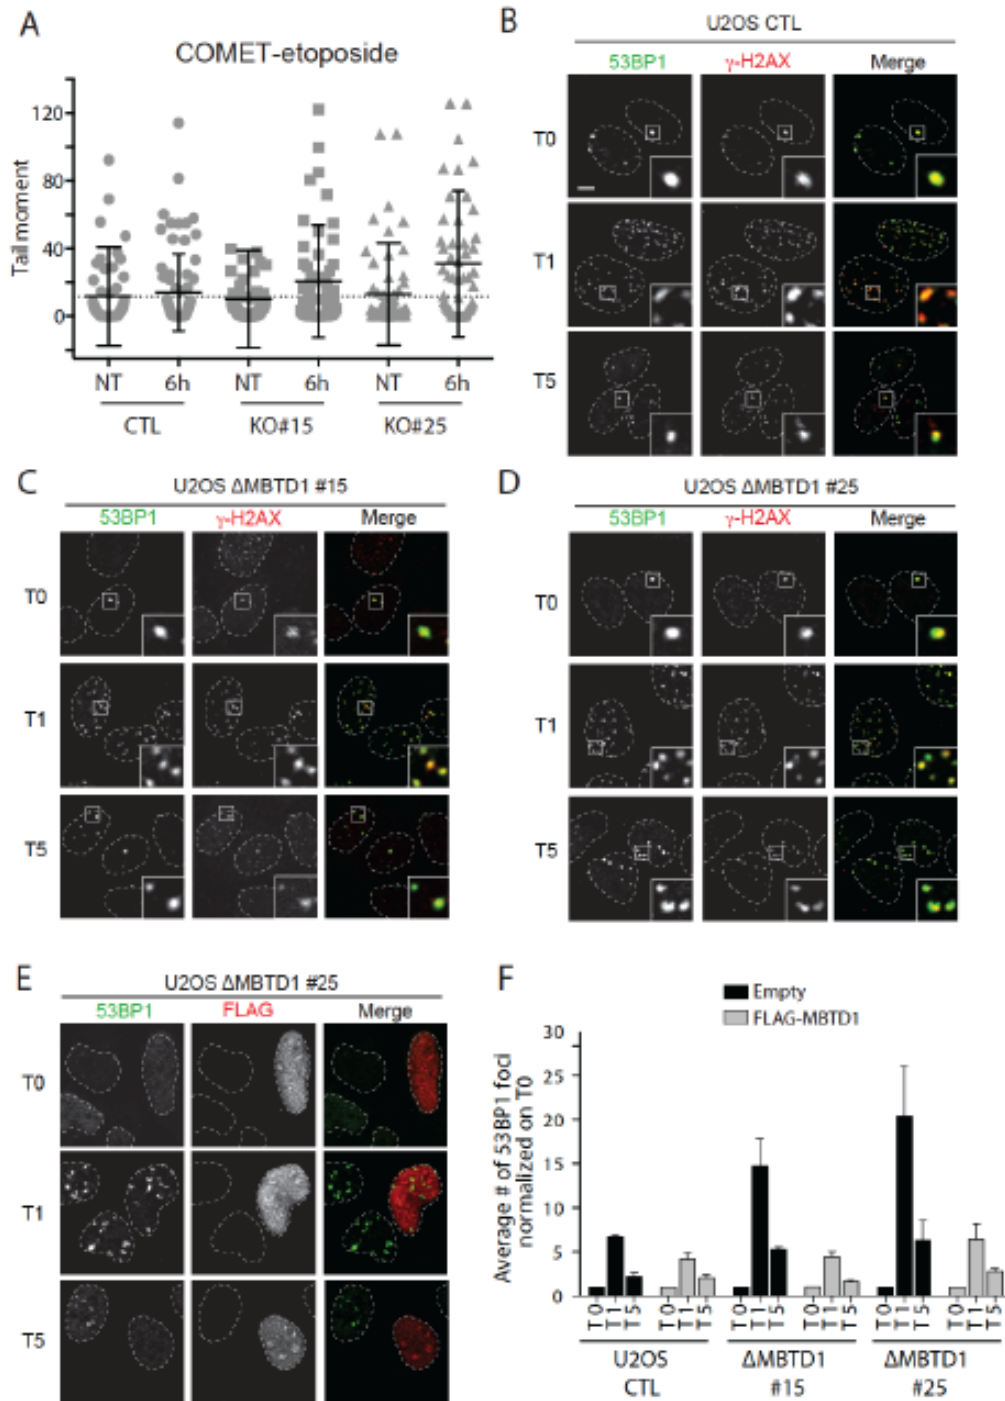 A
COMET-etoposide
Tail moment
120
80
40
0
NT 6h NT 6h NT 6h
CTL KO#15 KO#25
B
U2OS CTL
53BP1 γ-H2AX Merge
T0
T1
T5
C
U2OS ΔMBTD1 #15
53BP1 γ-H2AX Merge
T0
T1
T5
D
U2OS ΔMBTD1 #25
53BP1 γ-H2AX Merge
T0
T1
T5
E
U2OS ΔMBTD1 #25
53BP1 FLAG Merge
T0
T1
T5
F
Empty
FLAG-MBTD1
Average # of 53BP1 foci
normalized on T0
30
25
20
15
10
5
0
T0 T1 T5 T0 T1 T5 T0 T1 T5 T0 T1 T5 T0 T1 T5 T0 T1 T5
U2OS ΔMBTD1 ΔMBTD1
CTL #15 #25